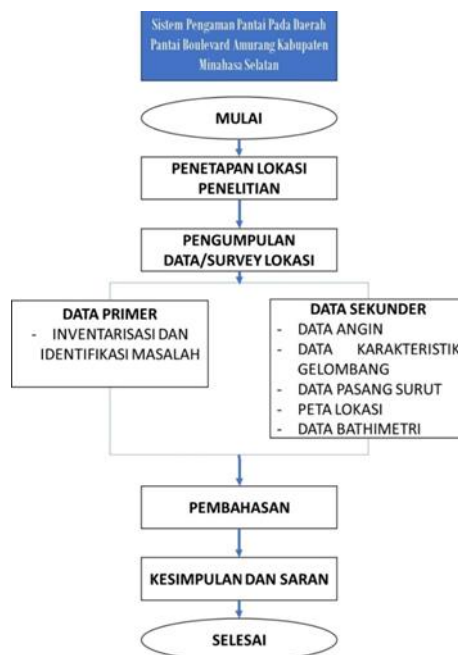 Sistem Pengaman Pantai Pada Daerah
Pantai Boulevard Amurang Kabupaten
Minahasa Selatan
MULAI
PENETAPAN LOKASI
PENELITIAN
PENGUMPULAN
DATA/SURVEY LOKASI
DATA PRIMER
- INVENTARISASI DAN
IDENTIFIKASI MASALAH
DATA SEKUNDER
- DATA ANGIN
- DATA KARAKTERISTIK
GELOMBANG
- DATA PASANG SURUT
- PETA LOKASI
- DATA BATHIMETRI
PEMBAHASAN
KESIMPULAN DAN SARAN
SELESAI